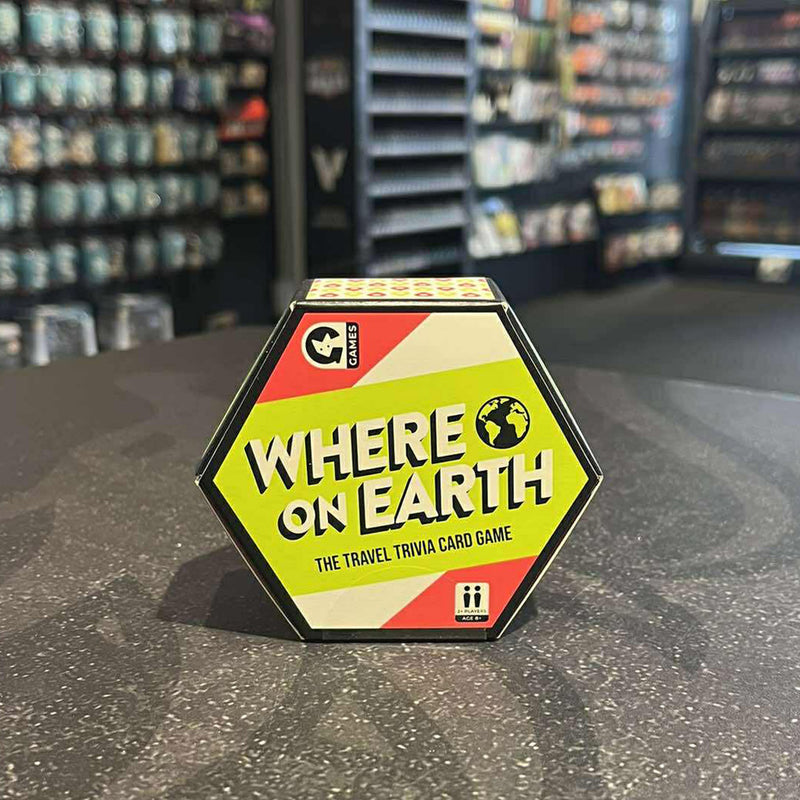 GAMES
WHERE
ON EARTH
THE TRAVEL TRIVIA CARD GAME
2+ PLAYERS
AGE 8+